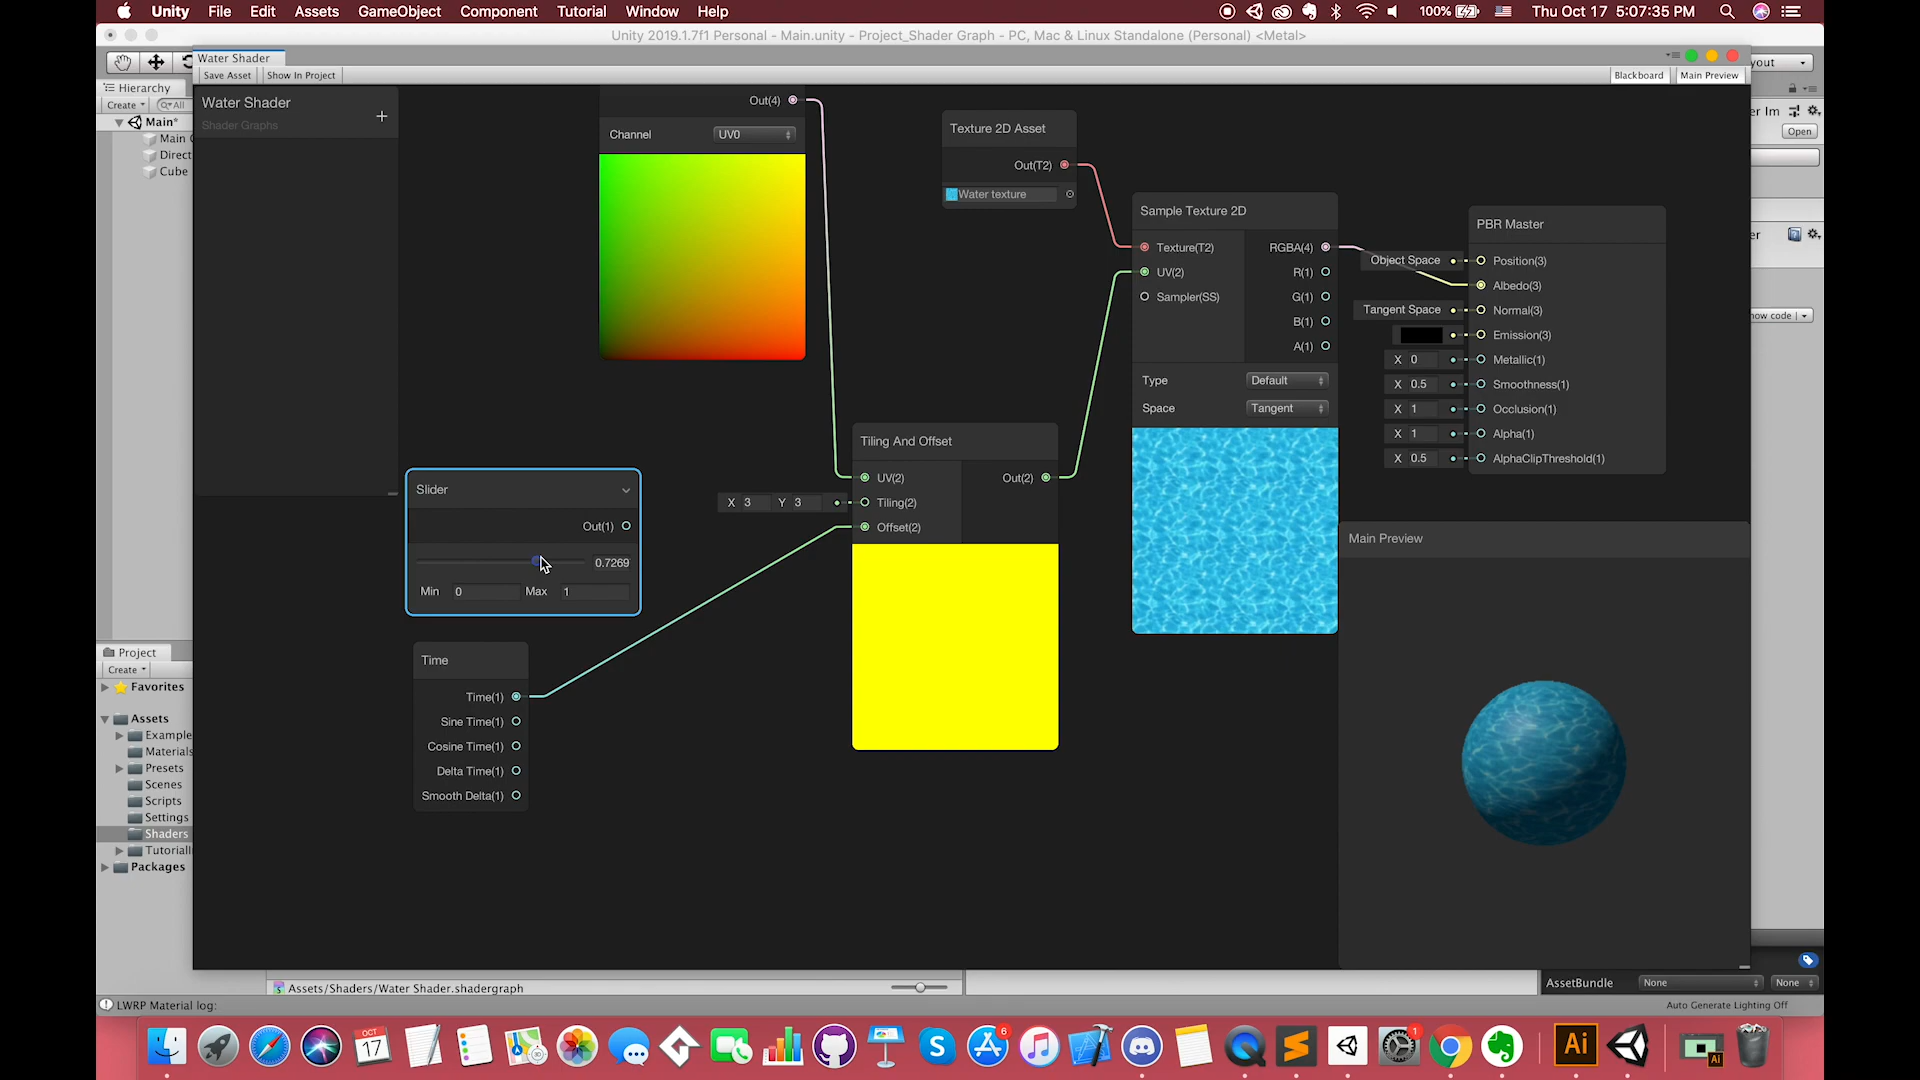 Unity File Edit Assets GameObject Component Tutorial Window Help 100% Thu Oct 17 5:07:35 PM
Unity 2019.1.7f1 Personal - Main.unity - Project_Shader Graph - PC, Mac & Linux Standalone (Personal) <Metal>
Water Shader
Save Asset Show In Project Blackboard Main Preview
Hierarchy
Create All
Main*
Main
Direct
Cube
Open
Water Shader
Shader Graphs
+
Out(4)
Channel UV0
Texture 2D Asset
Out(T2)
Water texture
Sample Texture 2D
Texture(T2) RGBA(4)
UV(2) R(1)
Sampler(SS) G(1)
B(1)
A(1)
Type Default
Space Tangent
PBR Master
Object Space Position(3)
Albedo(3)
Tangent Space Normal(3)
Emission(3)
X 0 Metallic(1)
X 0.5 Smoothness(1)
X 1 Occlusion(1)
X 1 Alpha(1)
X 0.5 AlphaClipThreshold(1)
Tiling And Offset
UV(2) Out(2)
X 3 Y 3 Tiling(2)
Offset(2)
Slider
Out(1)
0.7269
Min 0 Max 1
Time
Time(1)
Sine Time(1)
Cosine Time(1)
Delta Time(1)
Smooth Delta(1)
Main Preview
Project
Create
Favorites
Assets
Example
Materials
Presets
Scenes
Scripts
Settings
Shaders
Tutorial
Packages
Assets/Shaders/Water Shader.shadergraph
AssetBundle None None
LWRP Material log:
Auto Generate Lighting Off
OCT
17
6
1
Ai
Ai